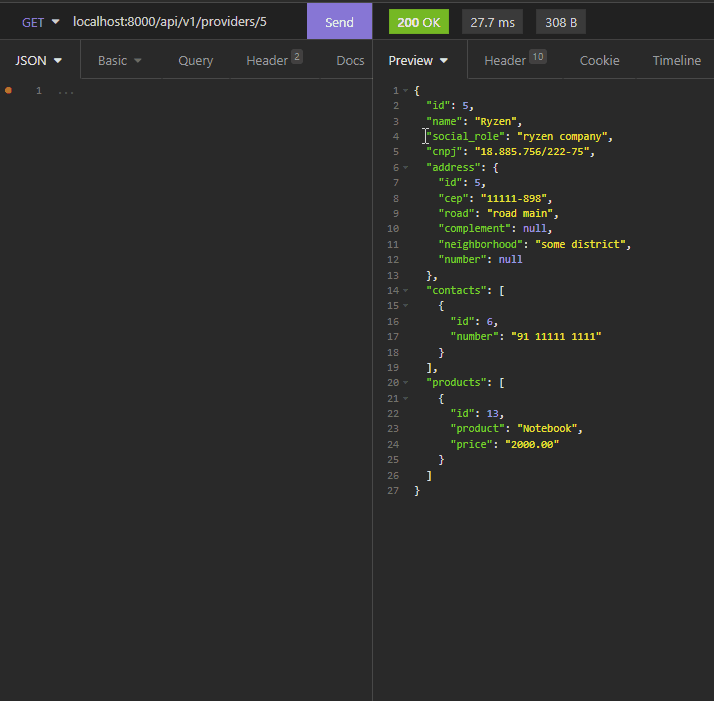 GET localhost:8000/api/v1/providers/5 Send 200 OK 27.7 ms 308 B
JSON Basic Query Header 2 Docs Preview Header 10 Cookie Timeline
1 ...
1 {
2 "id": 5,
3 "name": "Ryzen",
4 "social_role": "ryzen company",
5 "cnpj": "18.885.756/222-75",
6 "address": {
7 "id": 5,
8 "cep": "11111-898",
9 "road": "road main",
10 "complement": null,
11 "neighborhood": "some district",
12 "number": null
13 },
14 "contacts": [
15 {
16 "id": 6,
17 "number": "91 11111 1111"
18 }
19 ],
20 "products": [
21 {
22 "id": 13,
23 "product": "Notebook",
24 "price": "2000.00"
25 }
26 ]
27 }